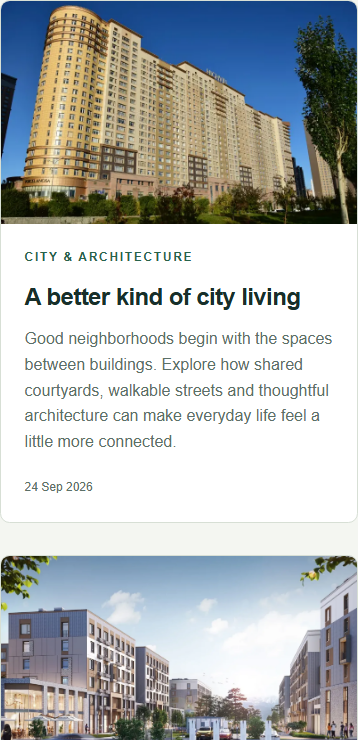 CITY & ARCHITECTURE
A better kind of city living
Good neighborhoods begin with the spaces
between buildings. Explore how shared
courtyards, walkable streets and thoughtful
architecture can make everyday life feel a
little more connected.
24 Sep 2026